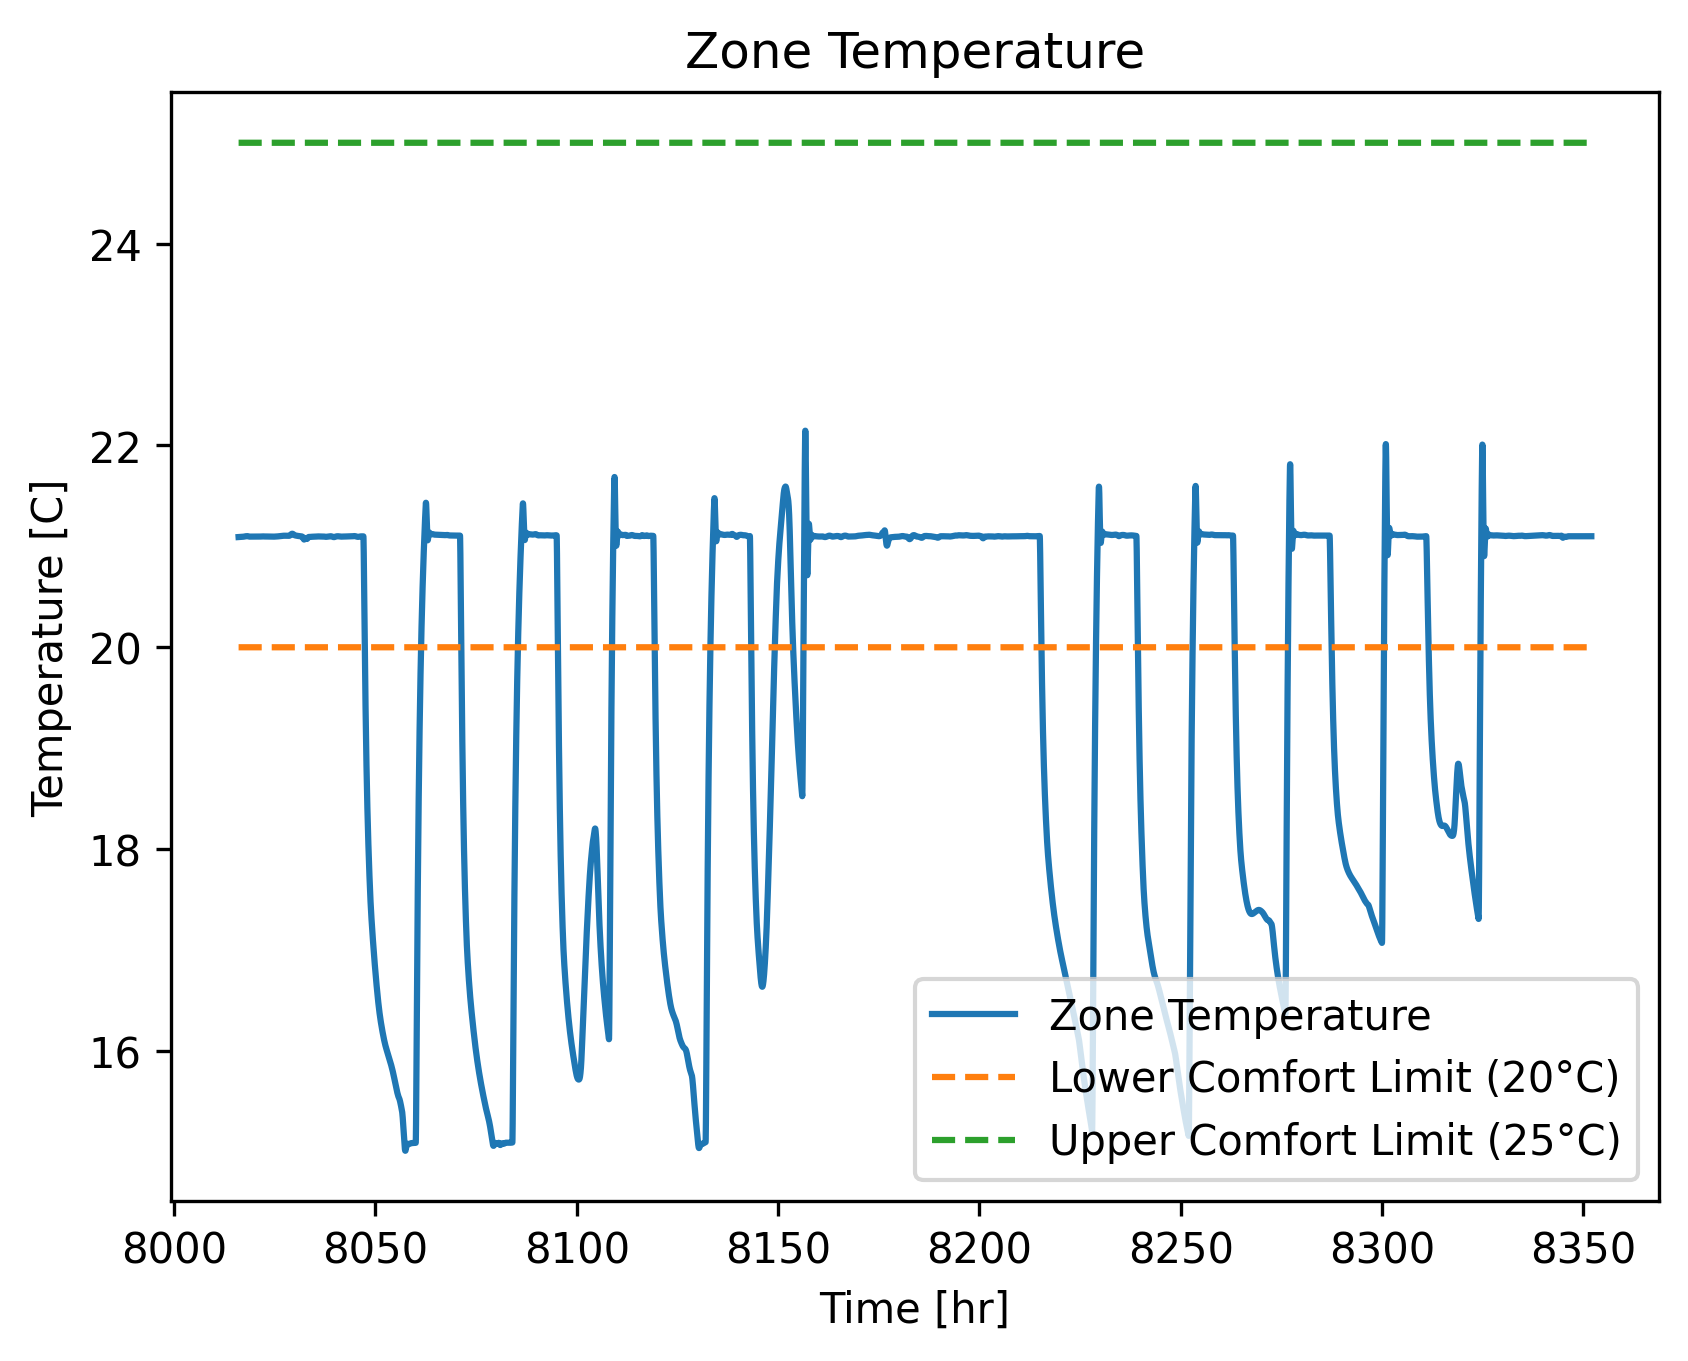 Zone Temperature
Temperature [C]
24
22
20
18
16
8000 8050 8100 8150 8200 8250 8300 8350
Time [hr]
Zone Temperature
Lower Comfort Limit (20°C)
Upper Comfort Limit (25°C)